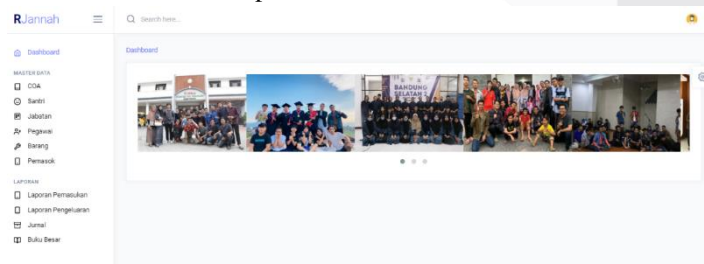 RJannah
Search here...
Dashboard
Dashboard
MASTER DATA
COA
Santri
Jabatan
Pegawai
Barang
Pemasok
LAPORAN
Laporan Pemasukan
Laporan Pengeluaran
Jurnal
Buku Besar
BANDUNG
SELATAN 2